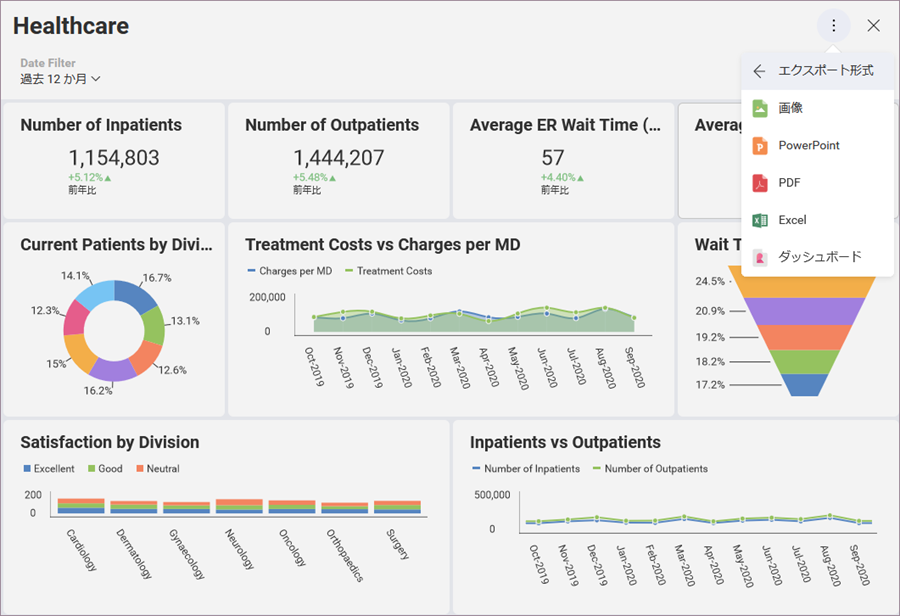 Healthcare
Date Filter
過去 12 か月
エクスポート形式
画像
PowerPoint
PDF
Excel
ダッシュボード
Number of Inpatients
1,154,803
+5.12%▲
前年比
Number of Outpatients
1,444,207
+5.48%▲
前年比
Average ER Wait Time (...
57
+4.40%▲
前年比
Current Patients by Divi...
14.1%
16.7%
12.3%
13.1%
15%
12.6%
16.2%
Treatment Costs vs Charges per MD
Charges per MD
Treatment Costs
200,000
0
Oct-2019
Nov-2019
Dec-2019
Jan-2020
Feb-2020
Mar-2020
Apr-2020
May-2020
Jun-2020
Jul-2020
Aug-2020
Sep-2020
Wait
24.5%
20.9%
19.2%
18.2%
17.2%
Satisfaction by Division
Excellent
Good
Neutral
200
0
Cardiology
Dermatology
Gynaecology
Neurology
Oncology
Orthopaedics
Surgery
Inpatients vs Outpatients
Number of Inpatients
Number of Outpatients
500,000
0
Oct-2019
Nov-2019
Dec-2019
Jan-2020
Feb-2020
Mar-2020
Apr-2020
May-2020
Jun-2020
Jul-2020
Aug-2020
Sep-2020